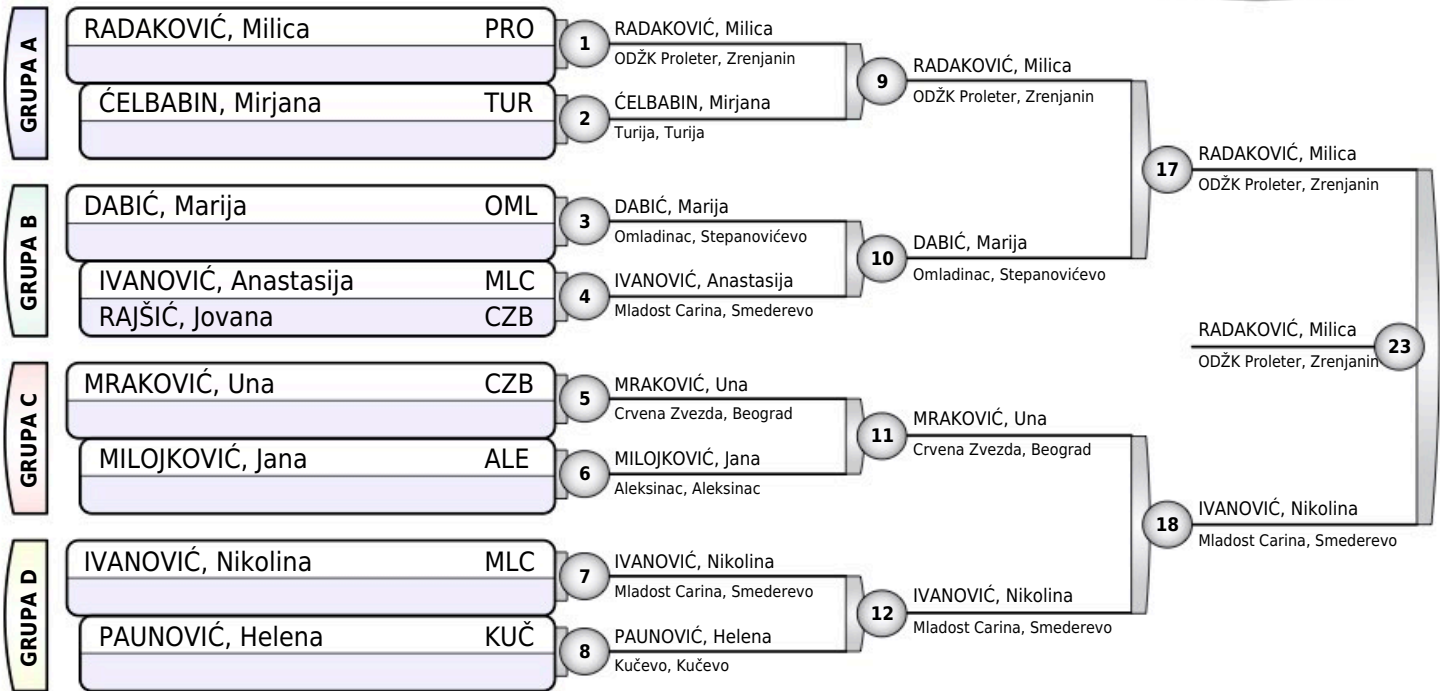 GRUPA A
RADAKOVIĆ, Milica PRO
ĆELBABIN, Mirjana TUR
GRUPA B
DABIĆ, Marija OML
IVANOVIĆ, Anastasija MLC
RAJŠIĆ, Jovana CZB
GRUPA C
MRAKOVIĆ, Una CZB
MILOJKOVIĆ, Jana ALE
GRUPA D
IVANOVIĆ, Nikolina MLC
PAUNOVIĆ, Helena KUČ
1
RADAKOVIĆ, Milica
ODŽK Proleter, Zrenjanin
2
ĆELBABIN, Mirjana
Turija, Turija
3
DABIĆ, Marija
Omladinac, Stepanovićevo
4
IVANOVIĆ, Anastasija
Mladost Carina, Smederevo
5
MRAKOVIĆ, Una
Crvena Zvezda, Beograd
6
MILOJKOVIĆ, Jana
Aleksinac, Aleksinac
7
IVANOVIĆ, Nikolina
Mladost Carina, Smederevo
8
PAUNOVIĆ, Helena
Kučevo, Kučevo
9
RADAKOVIĆ, Milica
ODŽK Proleter, Zrenjanin
10
DABIĆ, Marija
Omladinac, Stepanovićevo
11
MRAKOVIĆ, Una
Crvena Zvezda, Beograd
12
IVANOVIĆ, Nikolina
Mladost Carina, Smederevo
17
RADAKOVIĆ, Milica
ODŽK Proleter, Zrenjanin
18
IVANOVIĆ, Nikolina
Mladost Carina, Smederevo
RADAKOVIĆ, Milica
ODŽK Proleter, Zrenjanin
23